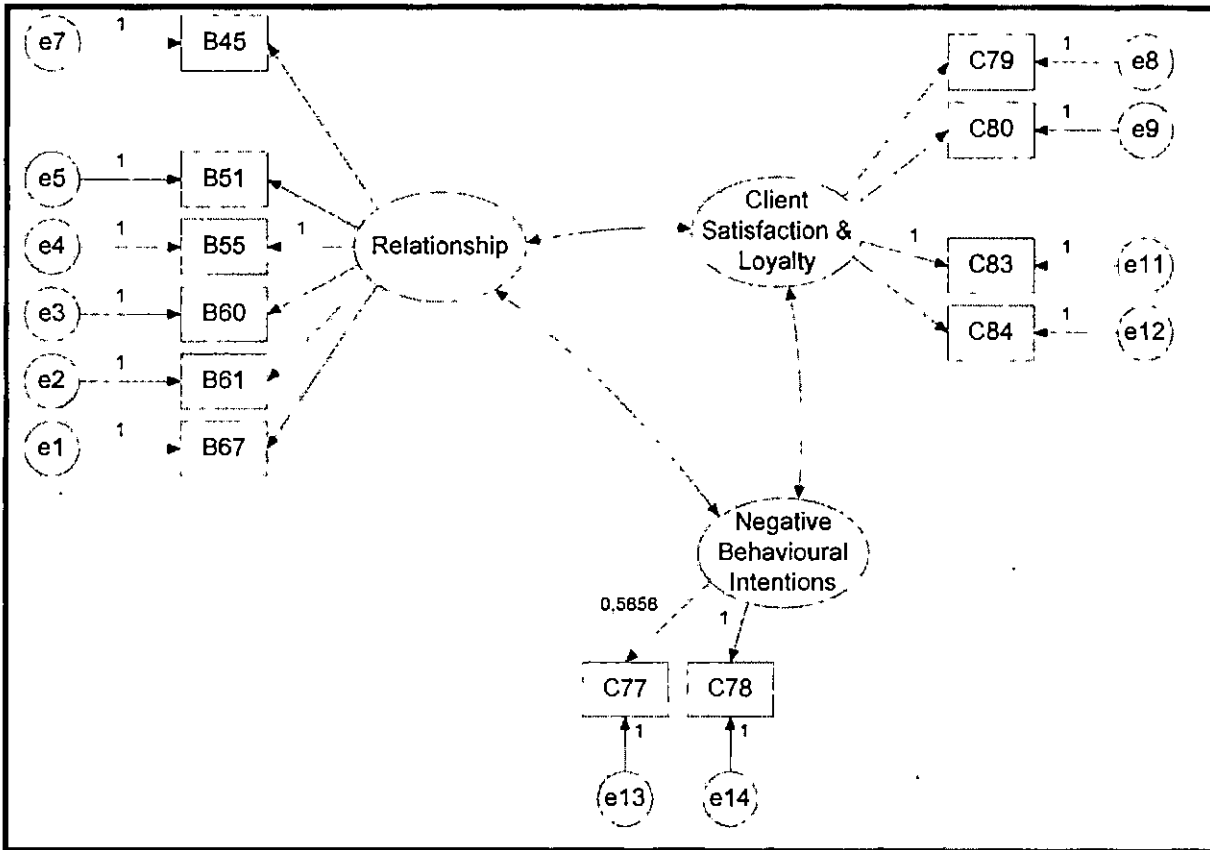 e7 1 B45
e5 1 B51
e4 1 B55 1
e3 1 B60
e2 1 B61
e1 1 B67
Relationship
Client
Satisfaction &
Loyalty
C79 1 e8
C80 1 e9
1 C83 1 e11
C84 1 e12
Negative
Behavioural
Intentions
0,5656 1
C77 C78
1 1
e13 e14